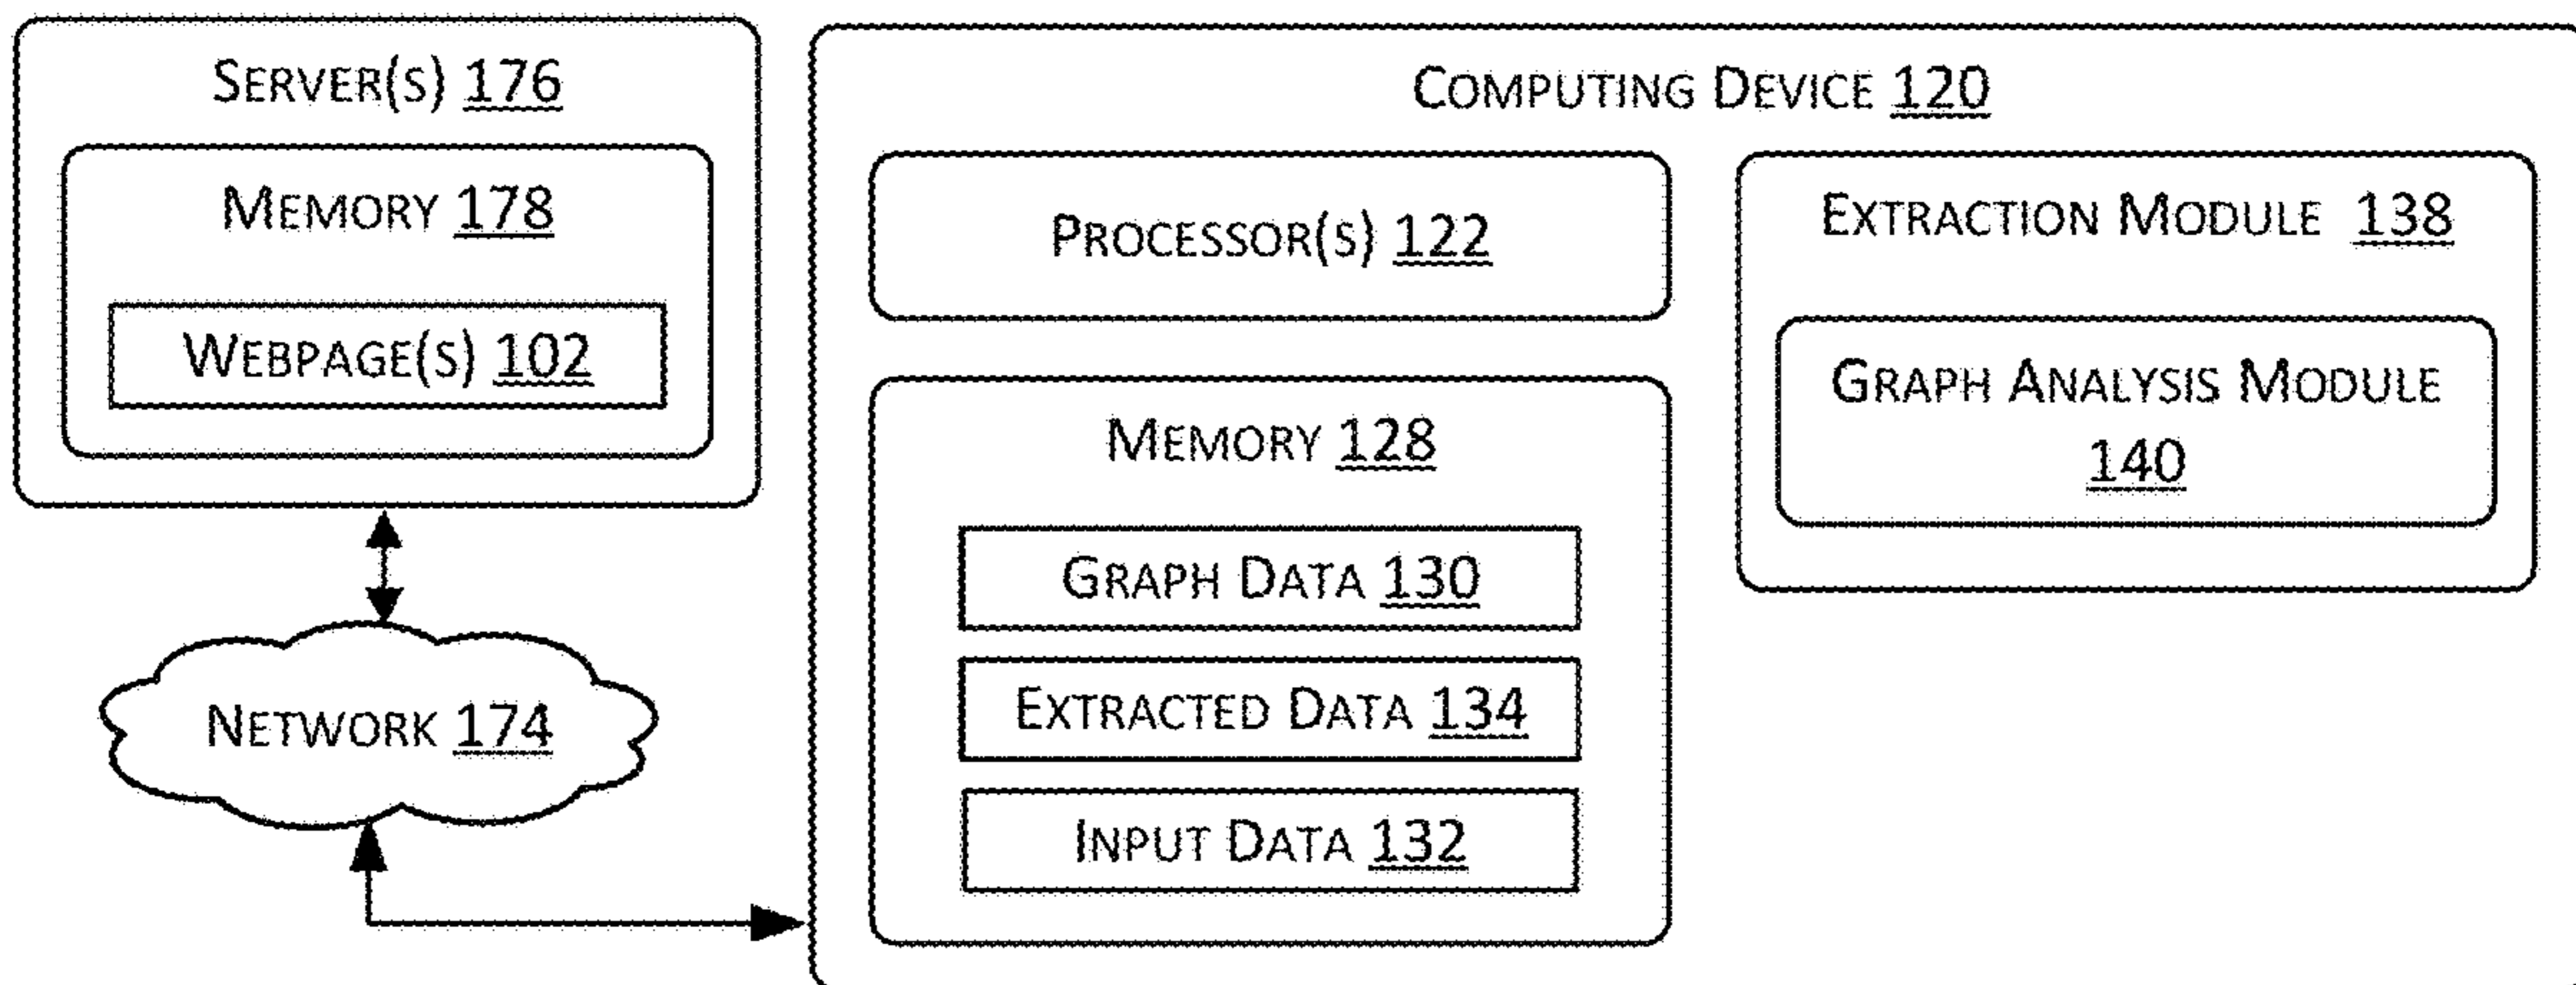 SERVER(S) 176
MEMORY 178
WEBPAGE(S) 102
NETWORK 174
COMPUTING DEVICE 120
PROCESSOR(S) 122
MEMORY 128
GRAPH DATA 130
EXTRACTED DATA 134
INPUT DATA 132
EXTRACTION MODULE 138
GRAPH ANALYSIS MODULE
140